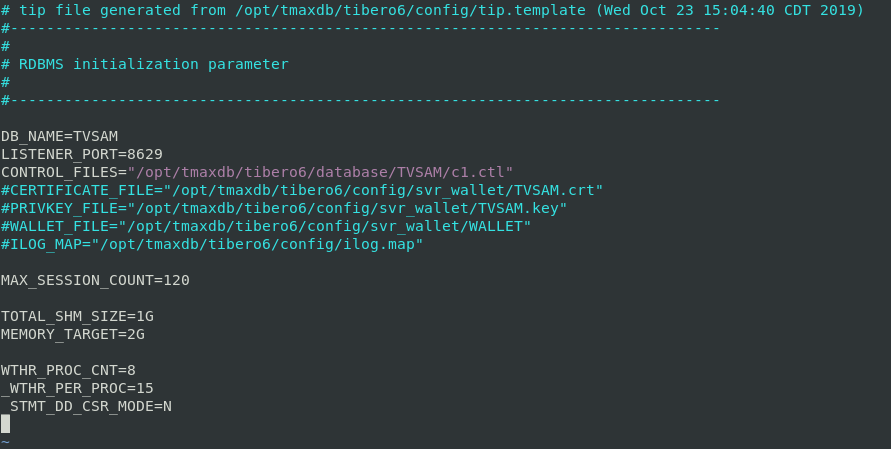 # tip file generated from /opt/tmaxdb/tibero6/config/tip.template (Wed Oct 23 15:04:40 CDT 2019)
#-------------------------------------------------------------------------------
#
# RDBMS initialization parameter
#
#-------------------------------------------------------------------------------
DB_NAME=TVSAM
LISTENER_PORT=8629
CONTROL_FILES="/opt/tmaxdb/tibero6/database/TVSAM/c1.ctl"
#CERTIFICATE_FILE="/opt/tmaxdb/tibero6/config/svr_wallet/TVSAM.crt"
#PRIVKEY_FILE="/opt/tmaxdb/tibero6/config/svr_wallet/TVSAM.key"
#WALLET_FILE="/opt/tmaxdb/tibero6/config/svr_wallet/WALLET"
#ILOG_MAP="/opt/tmaxdb/tibero6/config/ilog.map"
MAX_SESSION_COUNT=120
TOTAL_SHM_SIZE=1G
MEMORY_TARGET=2G
WTHR_PROC_CNT=8
_WTHR_PER_PROC=15
_STMT_DD_CSR_MODE=N
~